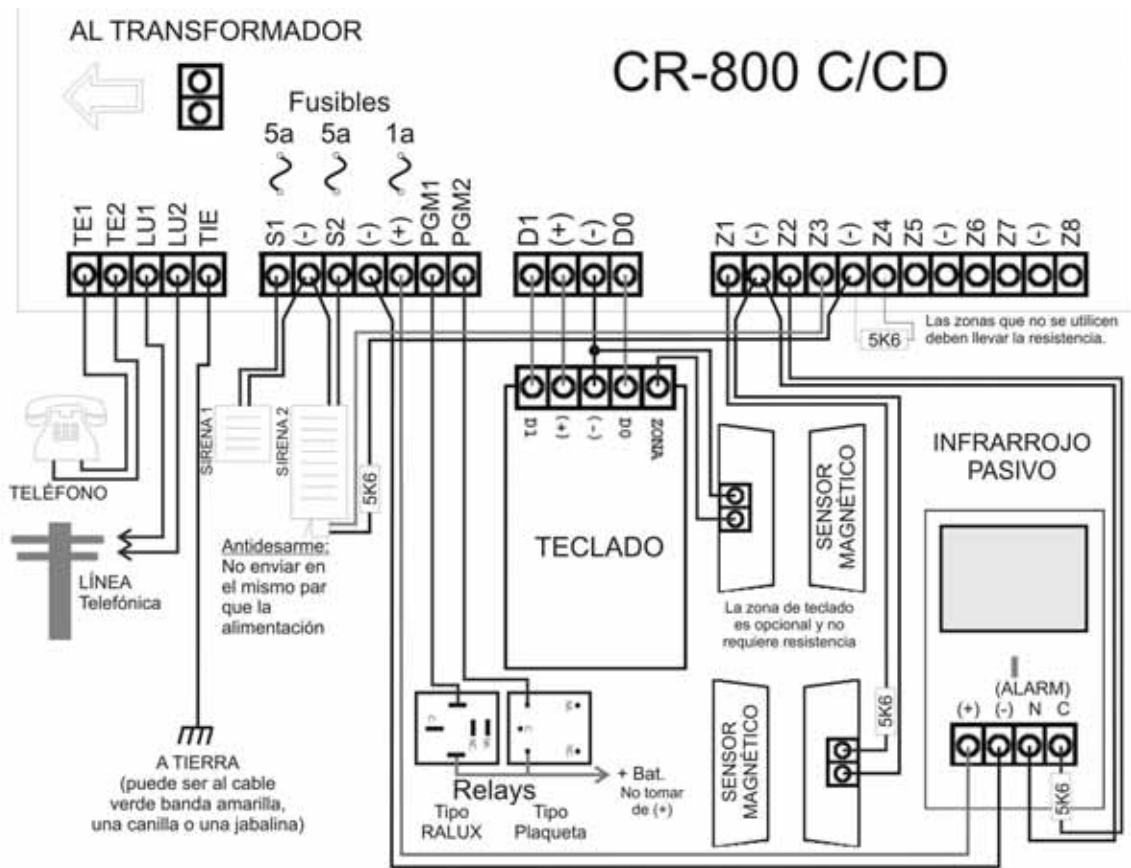 AL TRANSFORMADOR
CR-800 C/CD
Fusibles
5a 5a 1a
TE1 TE2 LU1 LU2 TIE
S1 (-) S2 (-) (+) PGM1 PGM2
D1 (+) (-) D0
Z1 (-) Z2 Z3 (-) Z4 Z5 (-) Z6 Z7 (-) Z8
5K6
Las zonas que no se utilicen
deben llevar la resistencia.
D1 (+) (-) D0 ZONA
TECLADO
TELÉFONO
LÍNEA
Telefónica
SIRENA 1
SIRENA 2
5K6
Antidesarme:
No enviar en
el mismo par
que la
alimentación
SENSOR
MAGNÉTICO
La zona de teclado
es opcional y no
requiere resistencia
INFRARROJO
PASIVO
(ALARM)
(+) (-) N C
5K6
SENSOR
MAGNÉTICO
5K6
A TIERRA
(puede ser al cable
verde banda amarilla,
una canilla o una jabalina)
Relays
Tipo
RALUX
Tipo
Plaqueta
+ Bat.
No tomar
de (+)